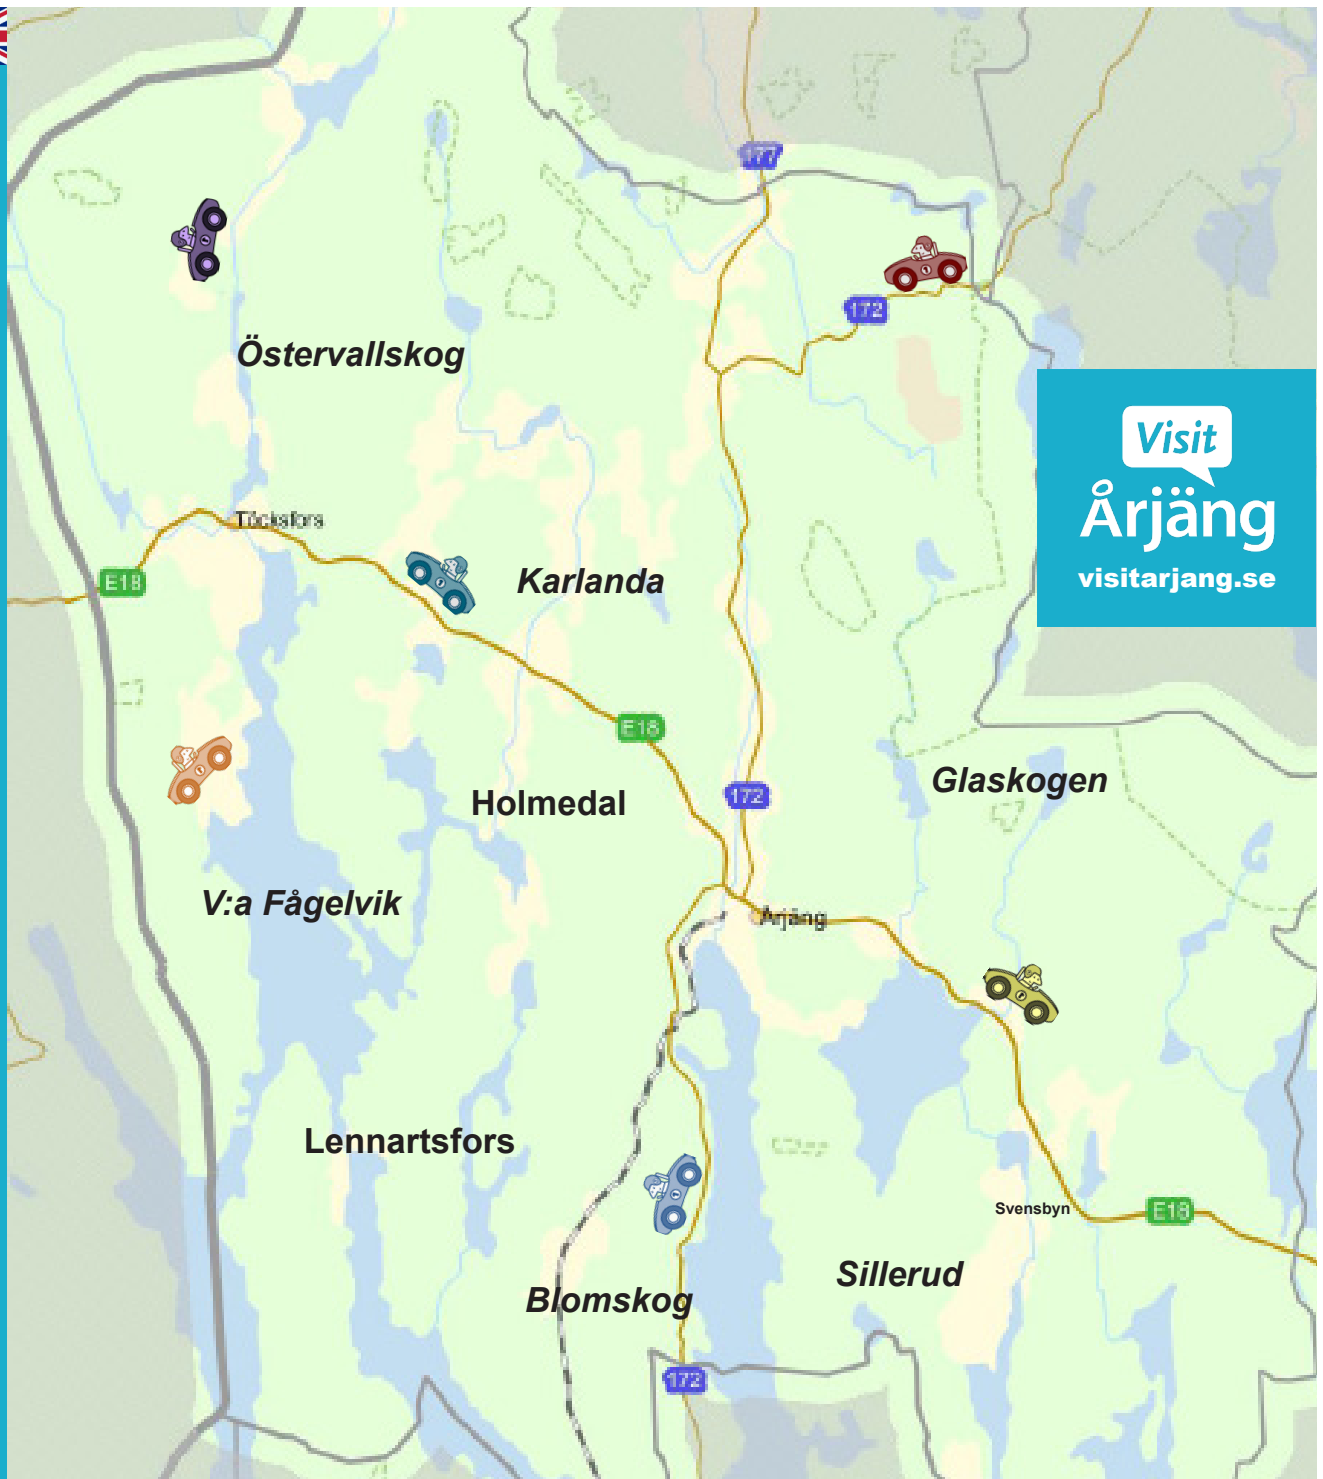 177
172
Östervallskog
Visit
Årjäng
visitarjang.se
Töcksfors
E18
Karlanda
E18
Glaskogen
172
Holmedal
V:a Fågelvik
Årjäng
Lennartsfors
Svensbyn
E18
Sillerud
Blomskog
172